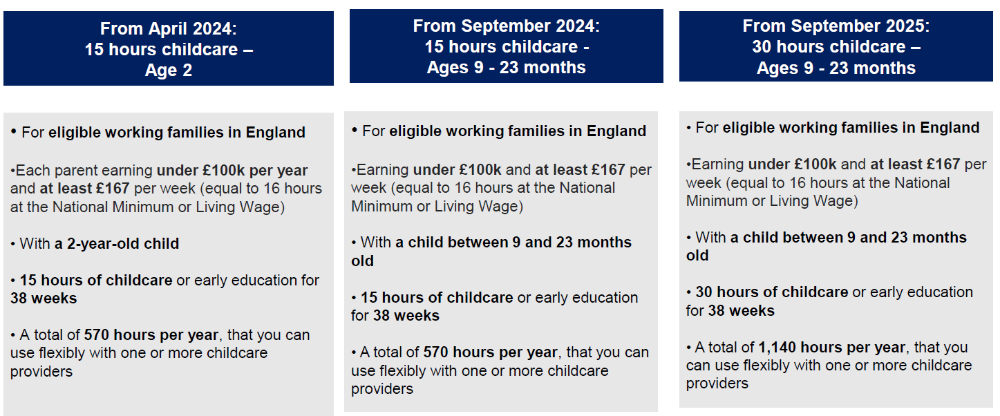 From April 2024:
15 hours childcare –
Age 2
• For eligible working families in England
•Each parent earning under £100k per year
and at least £167 per week (equal to 16 hours
at the National Minimum or Living Wage)
• With a 2-year-old child
• 15 hours of childcare or early education for
38 weeks
• A total of 570 hours per year, that you can
use flexibly with one or more childcare
providers
From September 2024:
15 hours childcare -
Ages 9 - 23 months
• For eligible working families in England
•Earning under £100k and at least £167 per
week (equal to 16 hours at the National
Minimum or Living Wage)
• With a child between 9 and 23 months
old
• 15 hours of childcare or early education
for 38 weeks
• A total of 570 hours per year, that you can
use flexibly with one or more childcare
providers
From September 2025:
30 hours childcare –
Ages 9 - 23 months
• For eligible working families in England
•Earning under £100k and at least £167 per
week (equal to 16 hours at the National
Minimum or Living Wage)
• With a child between 9 and 23 months
old
• 30 hours of childcare or early education
for 38 weeks
• A total of 1,140 hours per year, that you
can use flexibly with one or more childcare
providers